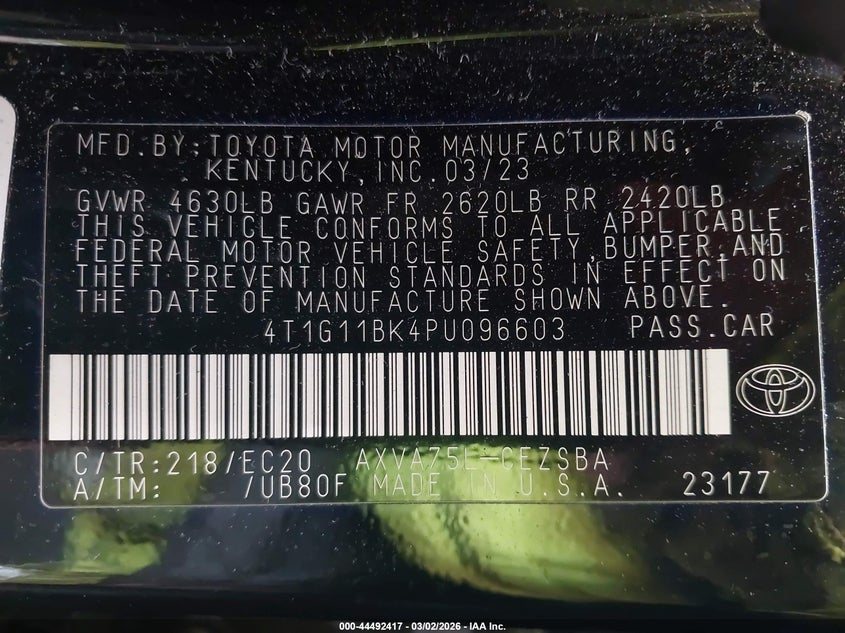 MFD.BY:TOYOTA MOTOR MANUFACTURING,
KENTUCKY, INC.03/23
GVWR 4630LB GAWR FR 2620LB RR 2420LB
THIS VEHICLE CONFORMS TO ALL APPLICABLE
FEDERAL MOTOR VEHICLE SAFETY,BUMPER,AND
THEFT PREVENTION STANDARDS IN EFFECT ON
THE DATE OF MANUFACTURE SHOWN ABOVE.
4T1G11BK4PU096603 PASS.CAR
C/TR:218/EC20 AXVA75L-CEZSBA
A/TM: /UB80F MADE IN U.S.A. 23177
000-44492417 - 03/02/2026 - IAA Inc.